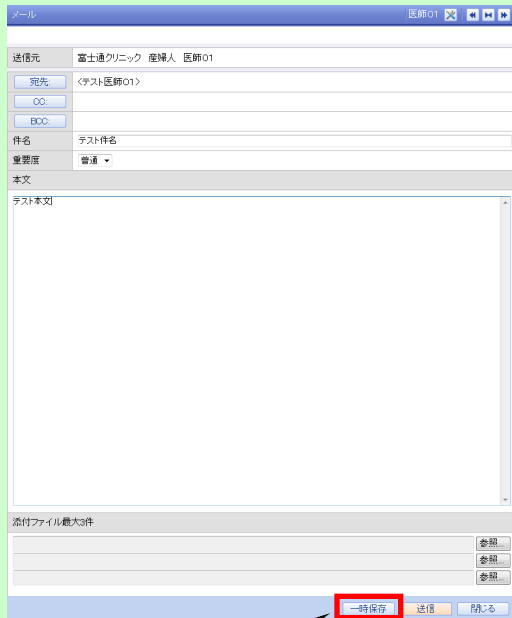 メール 医師01
送信元 富士通クリニック 産婦人 医師01
宛先: <テスト医師01>
CC:
BCC:
件名 テスト件名
重要度 普通
本文
テスト本文
添付ファイル最大3件
参照...
参照...
参照...
一時保存 送信 閉じる